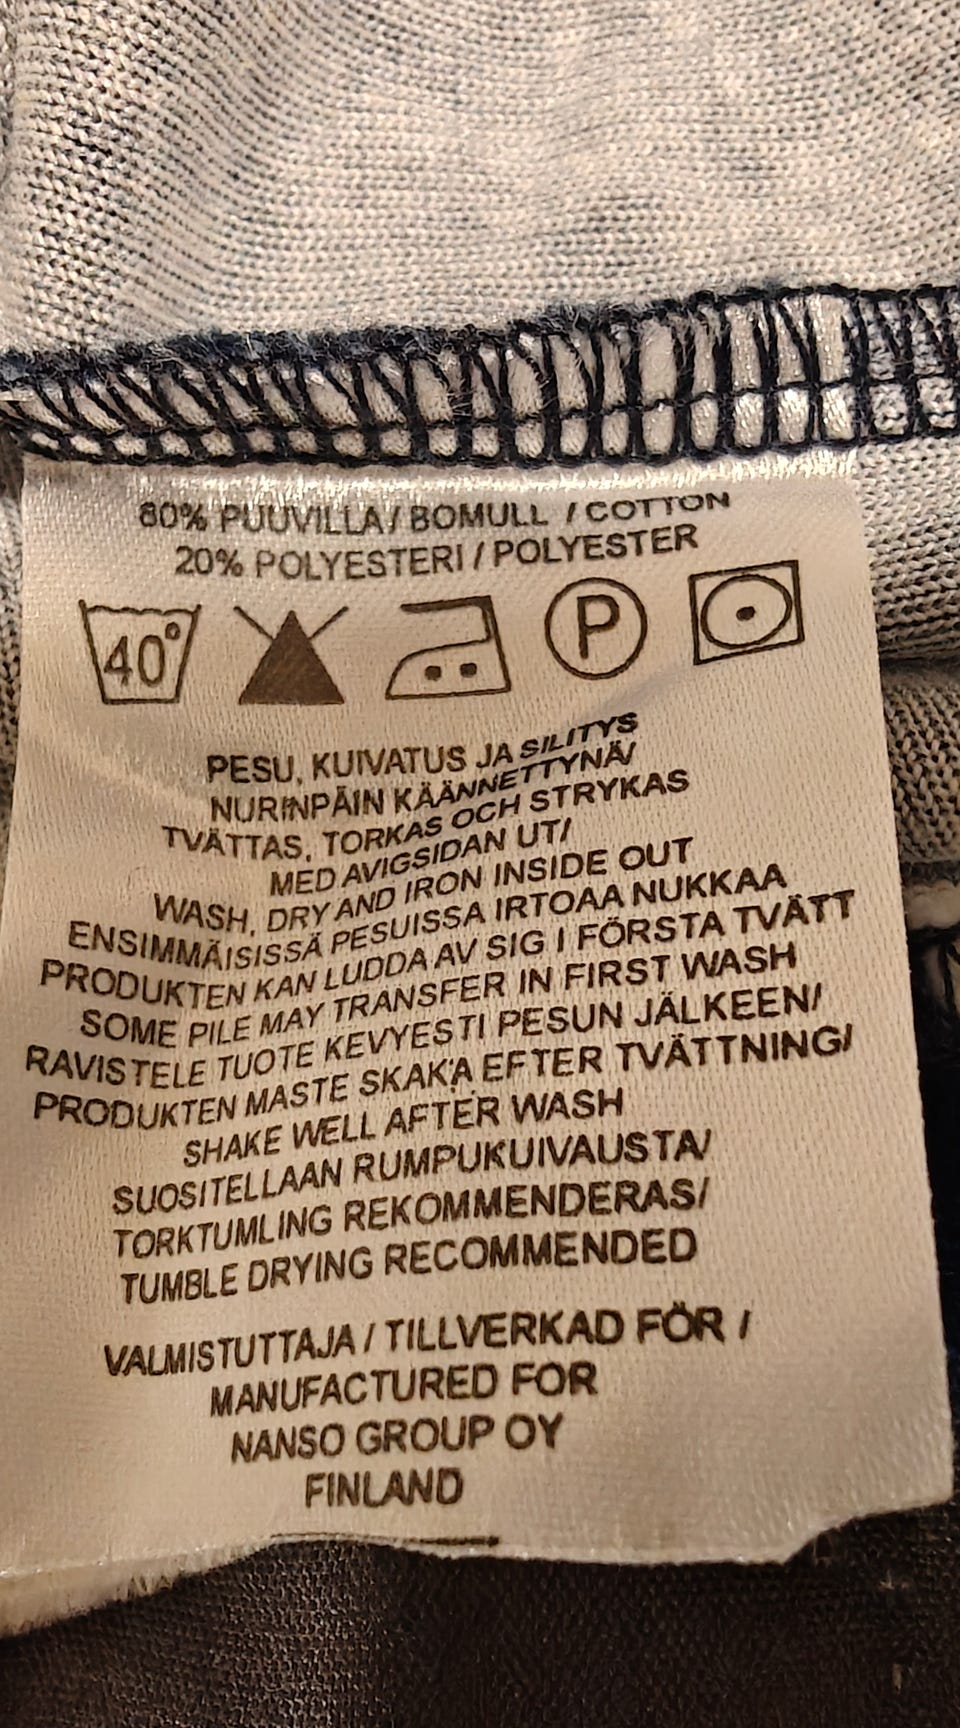 80% PUUVILLA / BOMULL / COTTON
20% POLYESTERI / POLYESTER
40° P
PESU, KUIVATUS JA SILITYS
NURINPÄIN KÄÄNNETTYNÄ/
TVÄTTAS, TORKAS OCH STRYKAS
MED AVIGSIDAN UT/
WASH, DRY AND IRON INSIDE OUT
ENSIMMÄISISSÄ PESUISSA IRTOAA NUKKAA
PRODUKTEN KAN LUDDA AV SIG I FÖRSTA TVÄTT
SOME PILE MAY TRANSFER IN FIRST WASH
RAVISTELE TUOTE KEVYESTI PESUN JÄLKEEN/
PRODUKTEN MASTE SKAKA EFTER TVÄTTNING/
SHAKE WELL AFTER WASH
SUOSITELLAAN RUMPUKUIVAUSTA/
TORKTUMLING REKOMMENDERAS/
TUMBLE DRYING RECOMMENDED
VALMISTUTTAJA / TILLVERKAD FÖR /
MANUFACTURED FOR
NANSO GROUP OY
FINLAND